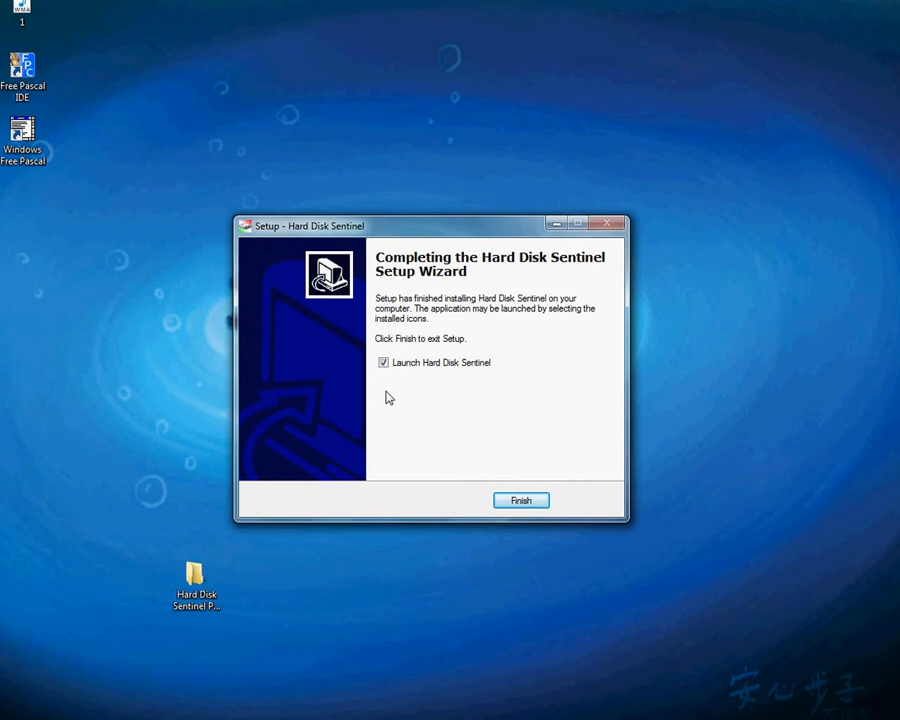 WMA
1
FPC
Free Pascal
IDE
Windows
Free Pascal
Setup - Hard Disk Sentinel
Completing the Hard Disk Sentinel
Setup Wizard
Setup has finished installing Hard Disk Sentinel on your
computer. The application may be launched by selecting the
installed icons.
Click Finish to exit Setup.
Launch Hard Disk Sentinel
Finish
Hard Disk
Sentinel P...
安心步子